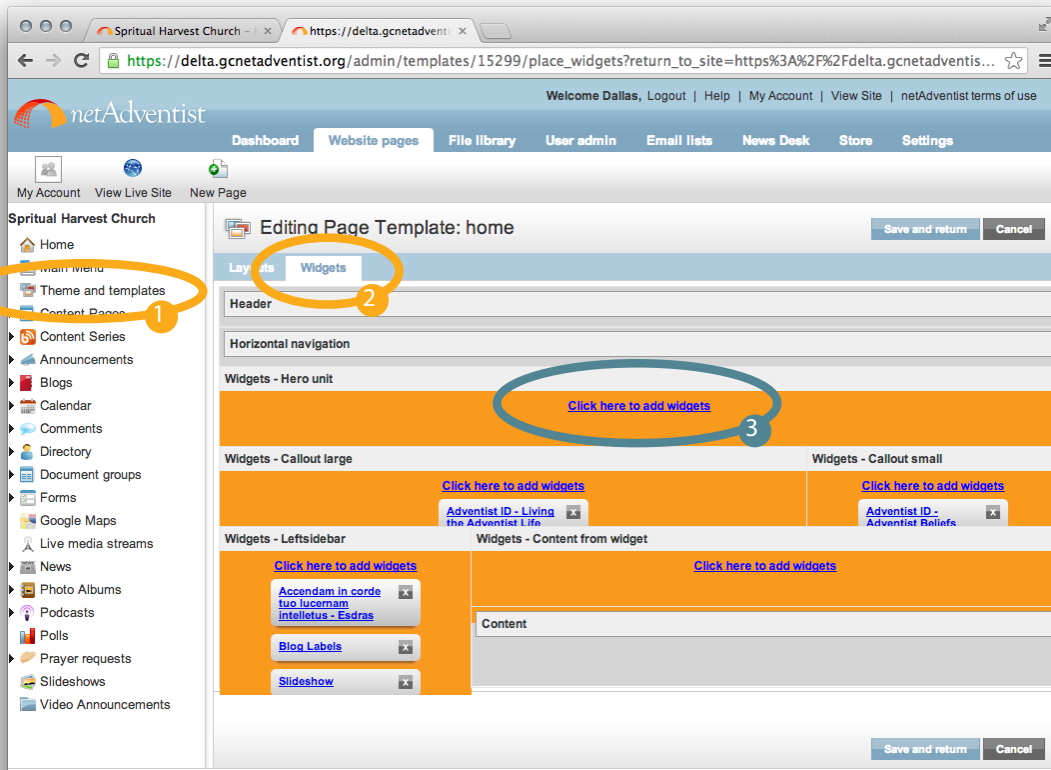 Spritual Harvest Church –
https://delta.gcnetadventi
https://delta.gcnetadventist.org/admin/templates/15299/place_widgets?return_to_site=https%3A%2F%2Fdelta.gcnetadventis...
Welcome Dallas, Logout | Help | My Account | View Site | netAdventist terms of use
netAdventist
Dashboard Website pages File library User admin Email lists News Desk Store Settings
My Account View Live Site New Page
Spritual Harvest Church
Home
Main Menu
Theme and templates
Content Pages
Content Series
Announcements
Blogs
Calendar
Comments
Directory
Document groups
Forms
Google Maps
Live media streams
News
Photo Albums
Podcasts
Polls
Prayer requests
Slideshows
Video Announcements
1
Editing Page Template: home
Save and return Cancel
Layouts Widgets
2
Header
Horizontal navigation
Widgets - Hero unit
Click here to add widgets
3
Widgets - Callout large
Click here to add widgets
Adventist ID - Living
the Adventist Life
x
Widgets - Callout small
Click here to add widgets
Adventist ID -
Adventist Beliefs
x
Widgets - Leftsidebar
Click here to add widgets
Accendam in corde
tuo lucernam
intelletus - Esdras
x
Blog Labels
x
Slideshow
x
Widgets - Content from widget
Click here to add widgets
Content
Save and return Cancel